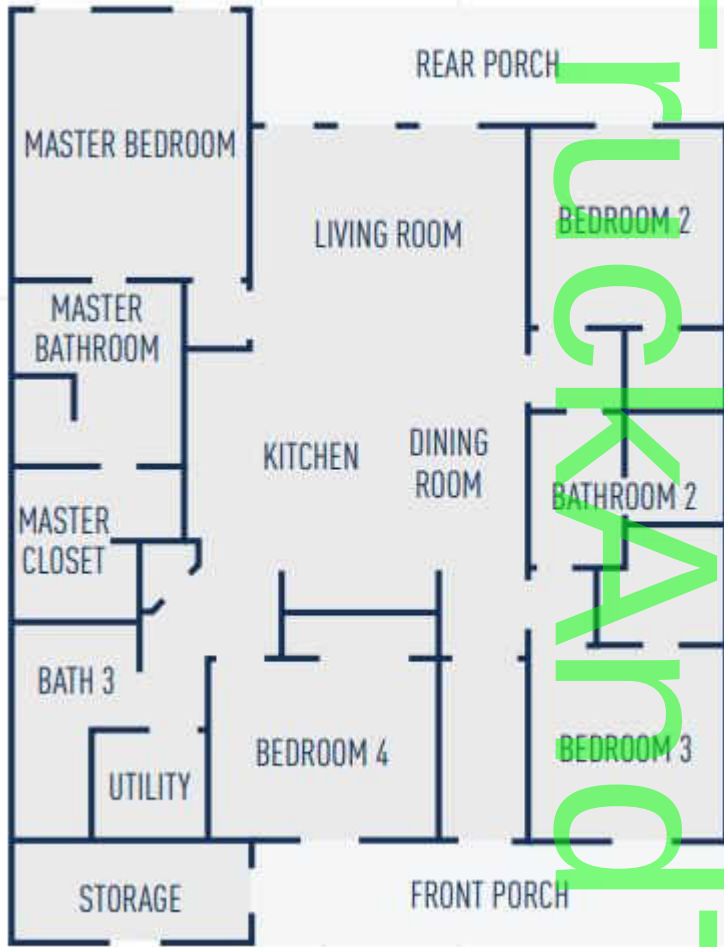 REAR PORCH
MASTER BEDROOM
LIVING ROOM
BEDROOM 2
MASTER
BATHROOM
KITCHEN
DINING
ROOM
BATHROOM 2
MASTER
CLOSET
BATH 3
BEDROOM 4
BEDROOM 3
UTILITY
STORAGE
FRONT PORCH
-ruckAnd-